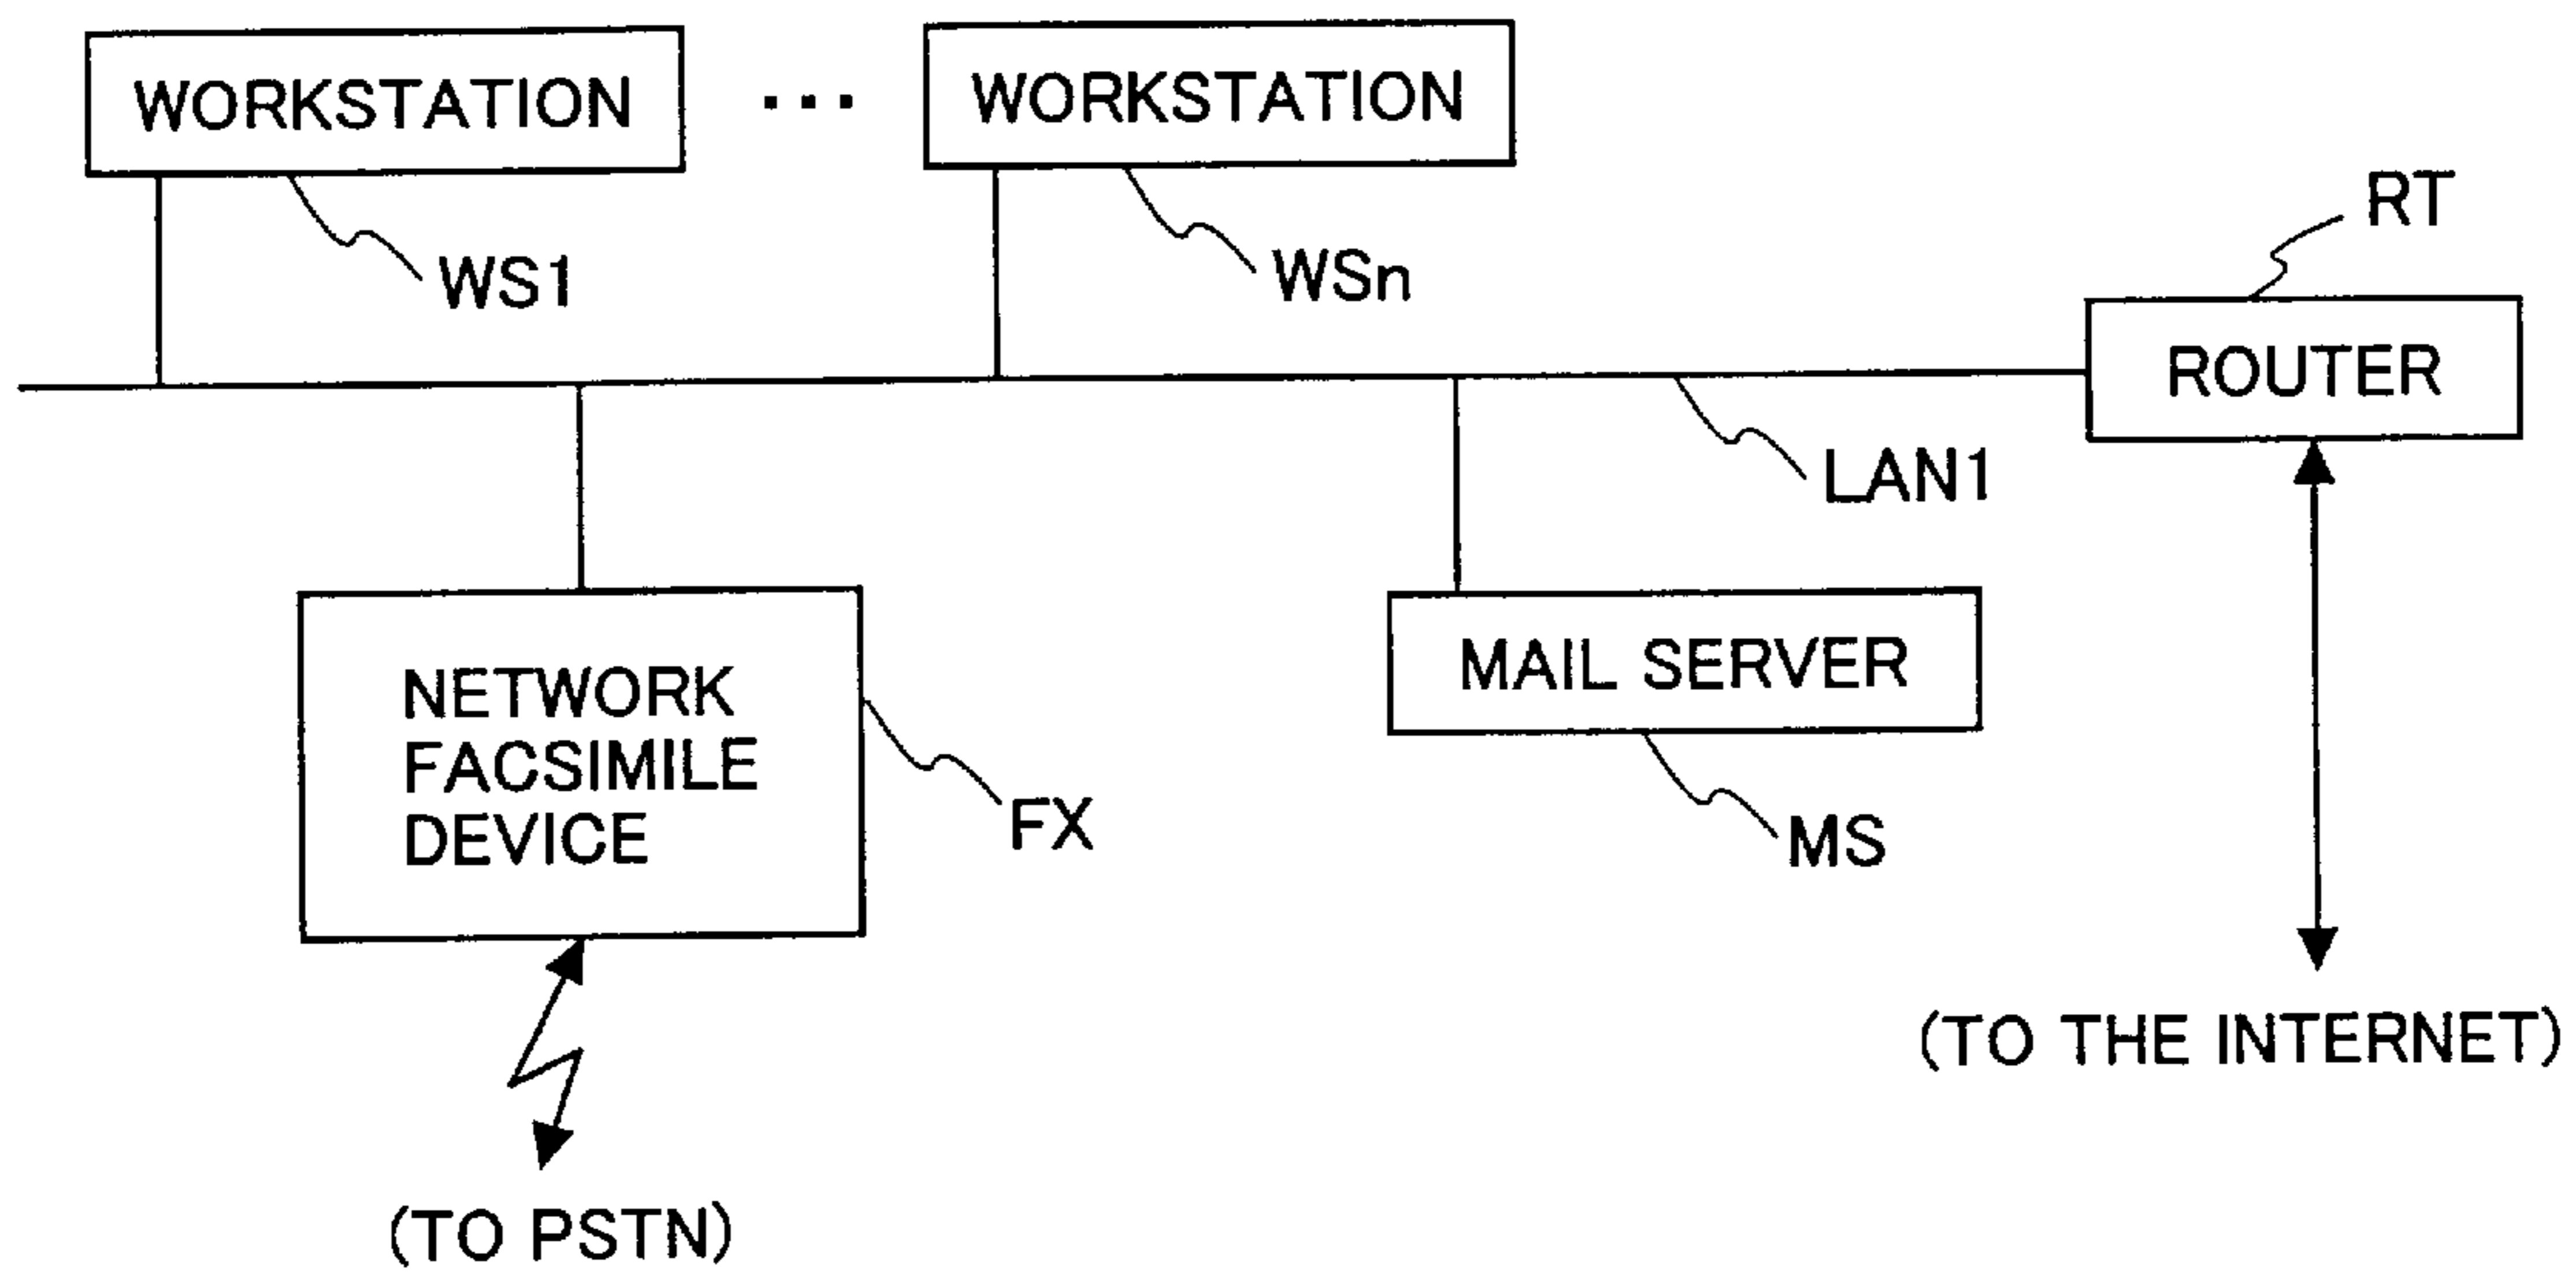 WORKSTATION
...
WORKSTATION
WS1
WSn
RT
ROUTER
LAN1
NETWORK
FACSIMILE
DEVICE
FX
MAIL SERVER
MS
(TO THE INTERNET)
(TO PSTN)